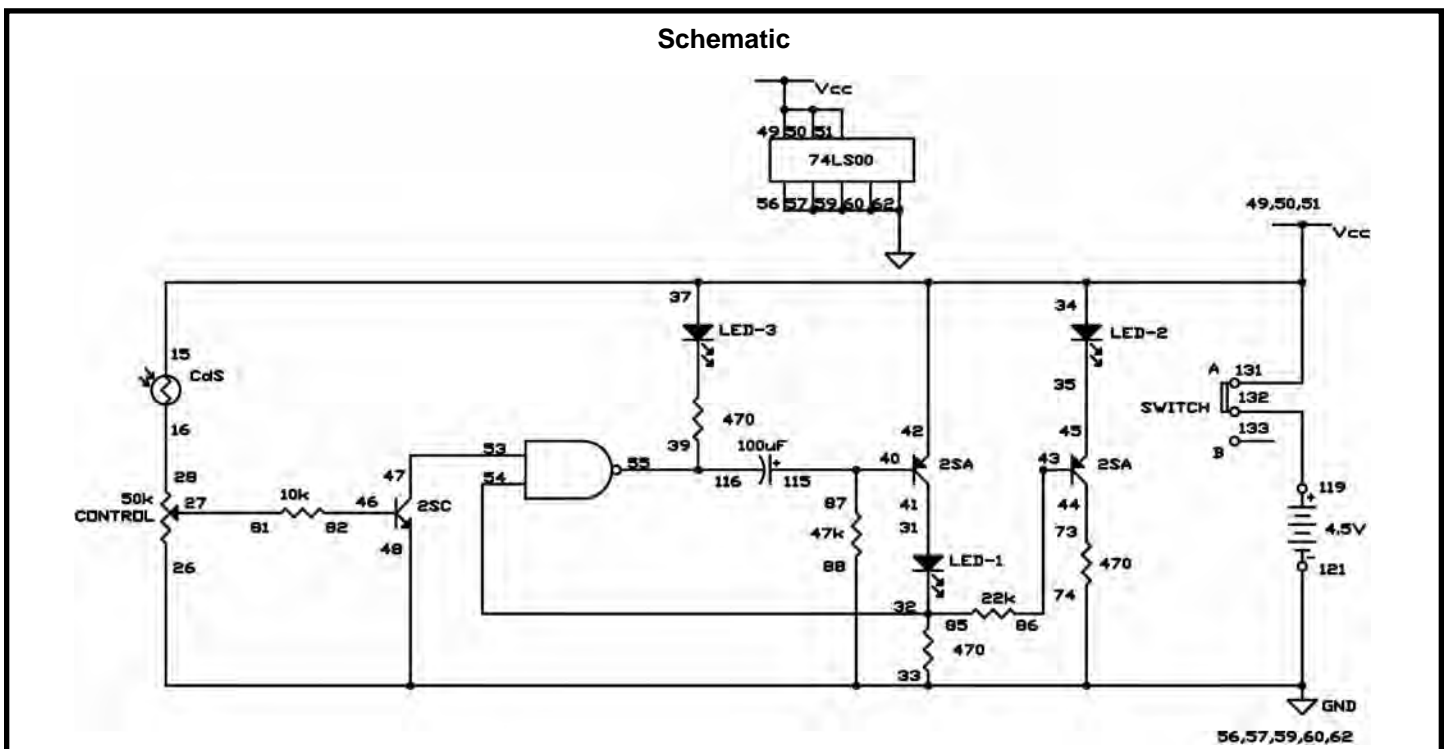 Schematic
Vcc
49 50 51
74LS00
56 57 59 60 62
49,50,51
Vcc
37
34
LED-3
LED-2
15
CdS
A 131
35
132
SWITCH
16
470
133
42
45
39
100uF
B
53
55
40
2SA
43
2SA
47
28
54
116
+
115
50k
27
10k
46
2SC
41
44
119
CONTROL
87
+
81
82
31
73
47k
4.5V
48
88
LED-1
470
-
26
22k
121
32
74
85
86
470
33
GND
56,57,59,60,62